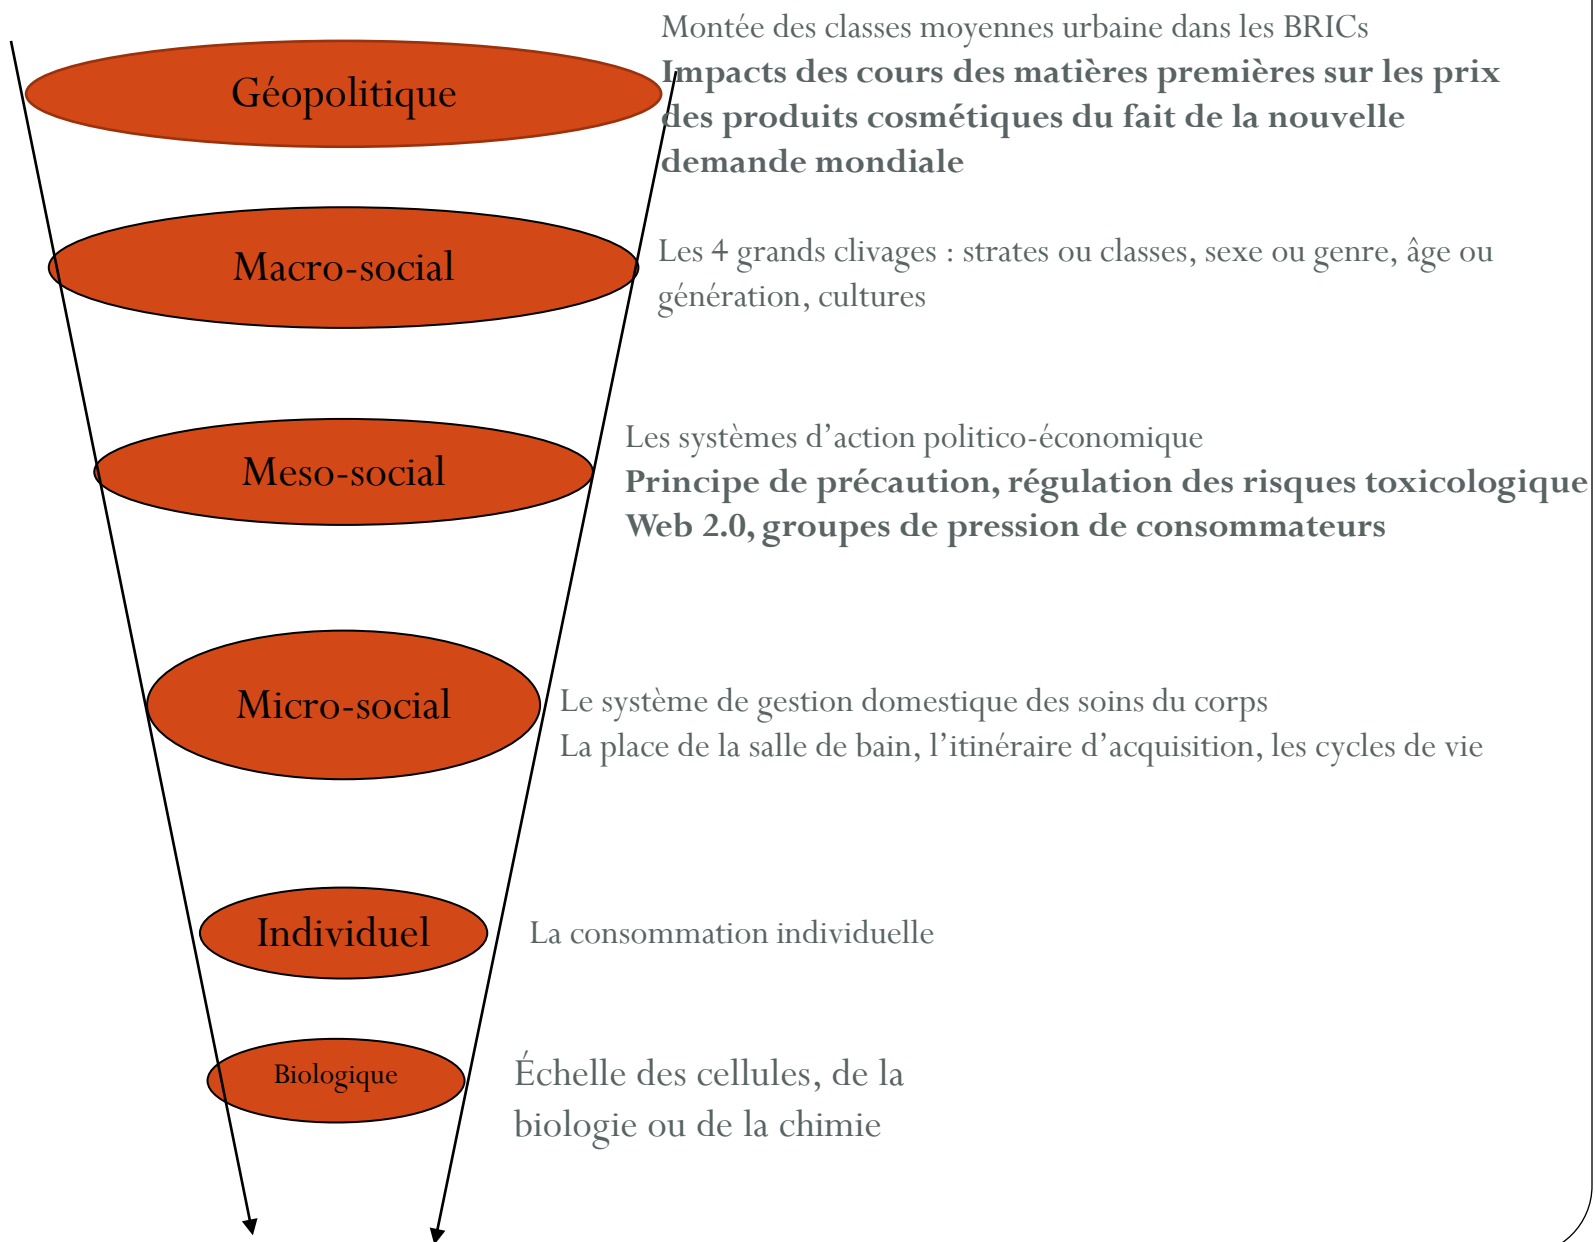 Montée des classes moyennes urbaine dans les BRICs
Géopolitique
Impacts des cours des matières premières sur les prix
des produits cosmétiques du fait de la nouvelle
demande mondiale
Macro-social
Les 4 grands clivages : strates ou classes, sexe ou genre, âge ou
génération, cultures
Meso-social
Les systèmes d’action politico-économique
Principe de précaution, régulation des risques toxicologique
Web 2.0, groupes de pression de consommateurs
Micro-social
Le système de gestion domestique des soins du corps
La place de la salle de bain, l’itinéraire d’acquisition, les cycles de vie
Individuel
La consommation individuelle
Biologique
Échelle des cellules, de la
biologie ou de la chimie